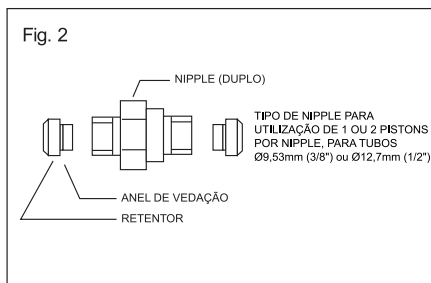 Fig. 2
NIPPLE (DUPLO)
TIPO DE NIPPLE PARA
UTILIZAÇÃO DE 1 OU 2 PISTONS
POR NIPPLE, PARA TUBOS
Ø9,53mm (3/8") ou Ø12,7mm (1/2")
ANEL DE VEDAÇÃO
RETENTOR